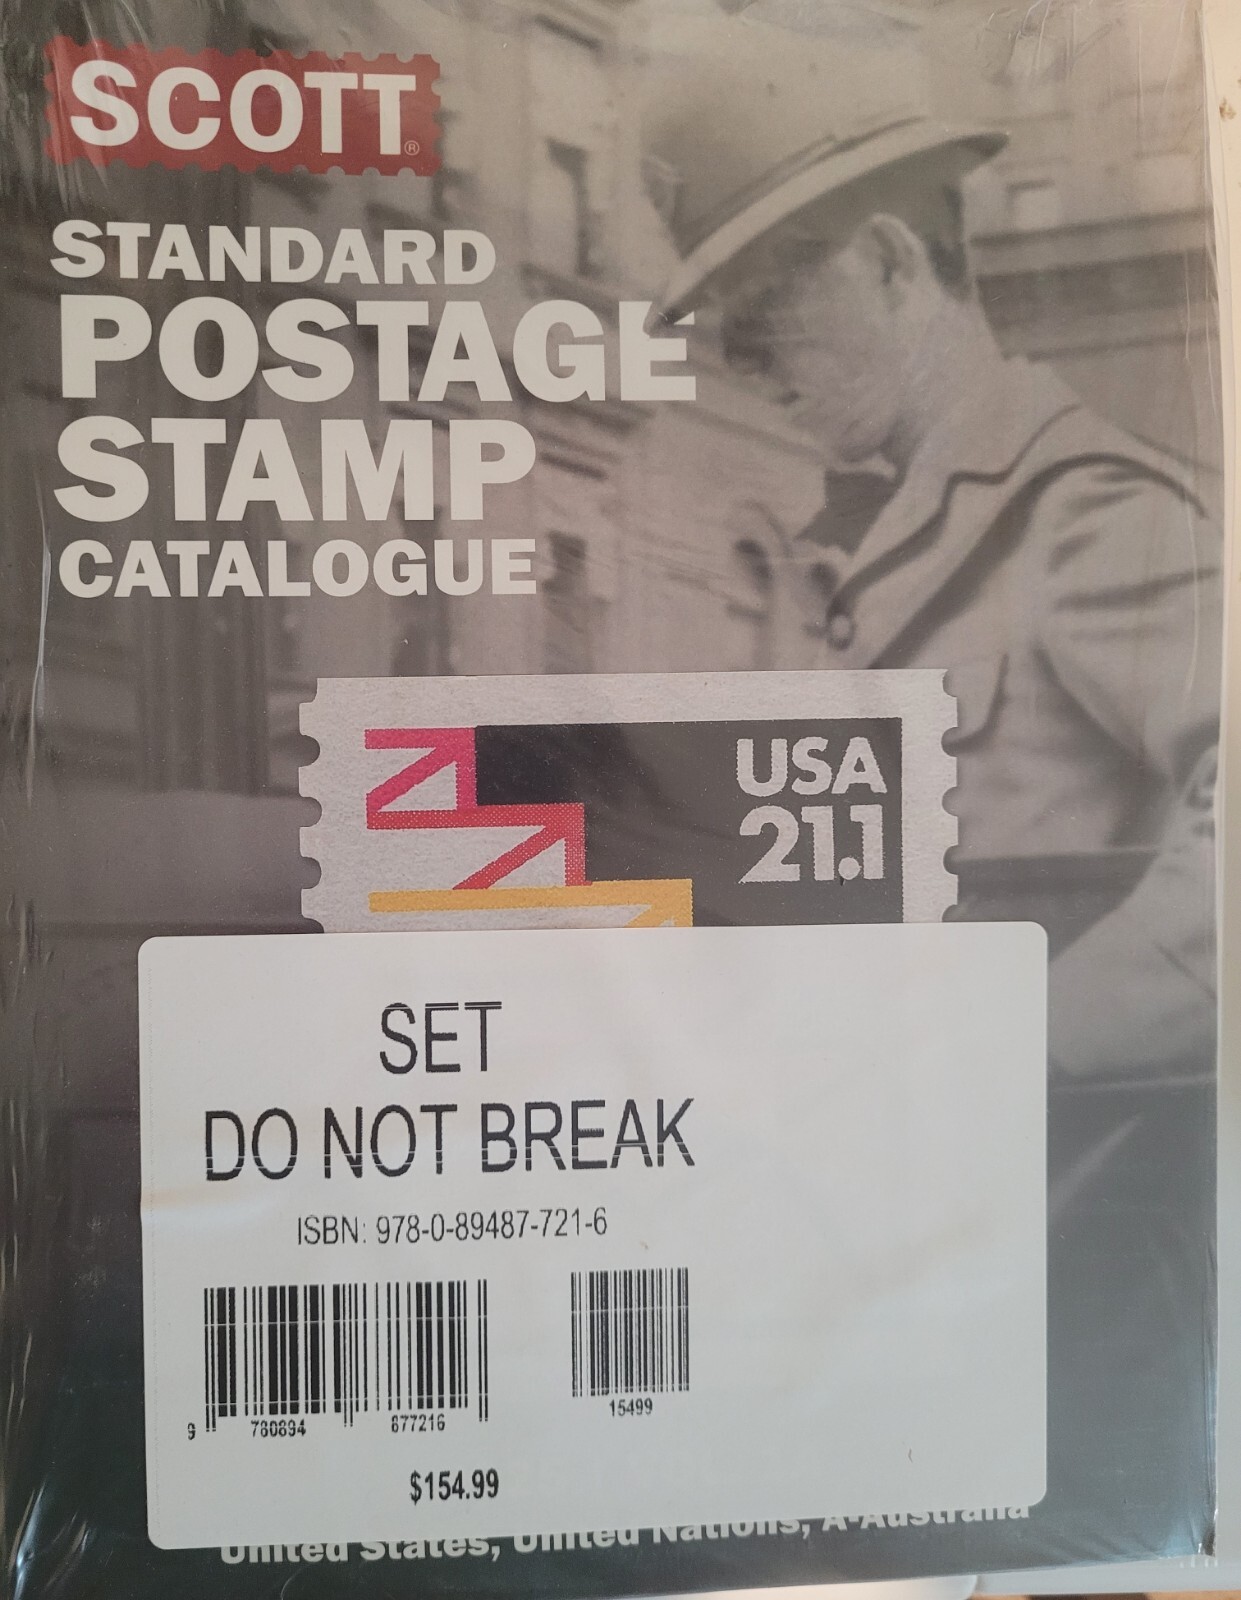 SCOTT®
STANDARD
POSTAGE
STAMP
CATALOGUE
USA
21.1
SET
DO NOT BREAK
ISBN: 978-0-89487-721-6
9 780894 877216
15499
$154.99
United States, United Nations, A-Australia